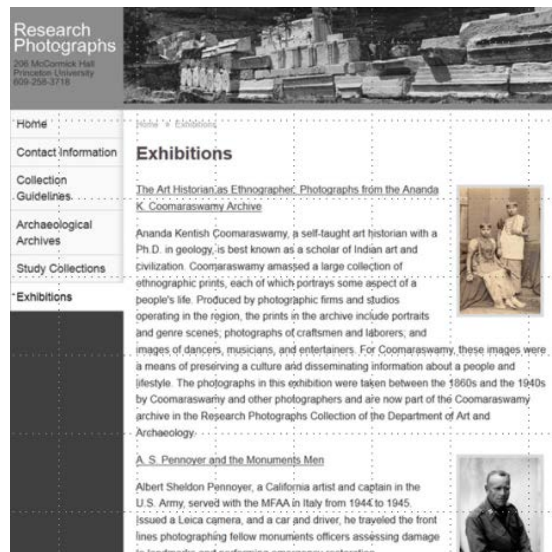 Research
Photographs
206 McCormick Hall
Princeton University
609-258-3718
Home
Contact Information
Collection
Guidelines
Archaeological
Archives
Study Collections
Exhibitions
Home » Exhibitions
Exhibitions
The Art Historian as Ethnographer: Photographs from the Ananda
K. Coomaraswamy Archive
Ananda Kentish Coomaraswamy, a self-taught art historian with a
Ph.D. in geology, is best known as a scholar of Indian art and
civilization. Coomaraswamy amassed a large collection of
ethnographic prints, each of which portrays some aspect of a
people's life. Produced by photographic firms and studios
operating in the region, the prints in the archive include portraits
and genre scenes; photographs of craftsmen and laborers; and
images of dancers, musicians, and entertainers. For Coomaraswamy, these images were
a means of preserving a culture and disseminating information about a people and
lifestyle. The photographs in this exhibition were taken between the 1860s and the 1940s
by Coomaraswamy and other photographers and are now part of the Coomaraswamy
archive in the Research Photographs Collection of the Department of Art and
Archaeology.
A. S. Pennoyer and the Monuments Men
Albert Sheldon Pennoyer, a California artist and captain in the
U.S. Army, served with the MFAA in Italy from 1944 to 1945.
Issued a Leica camera, and a car and driver, he traveled the front
lines photographing fellow monuments officers assessing damage
to landmarks and performing emergency restoration